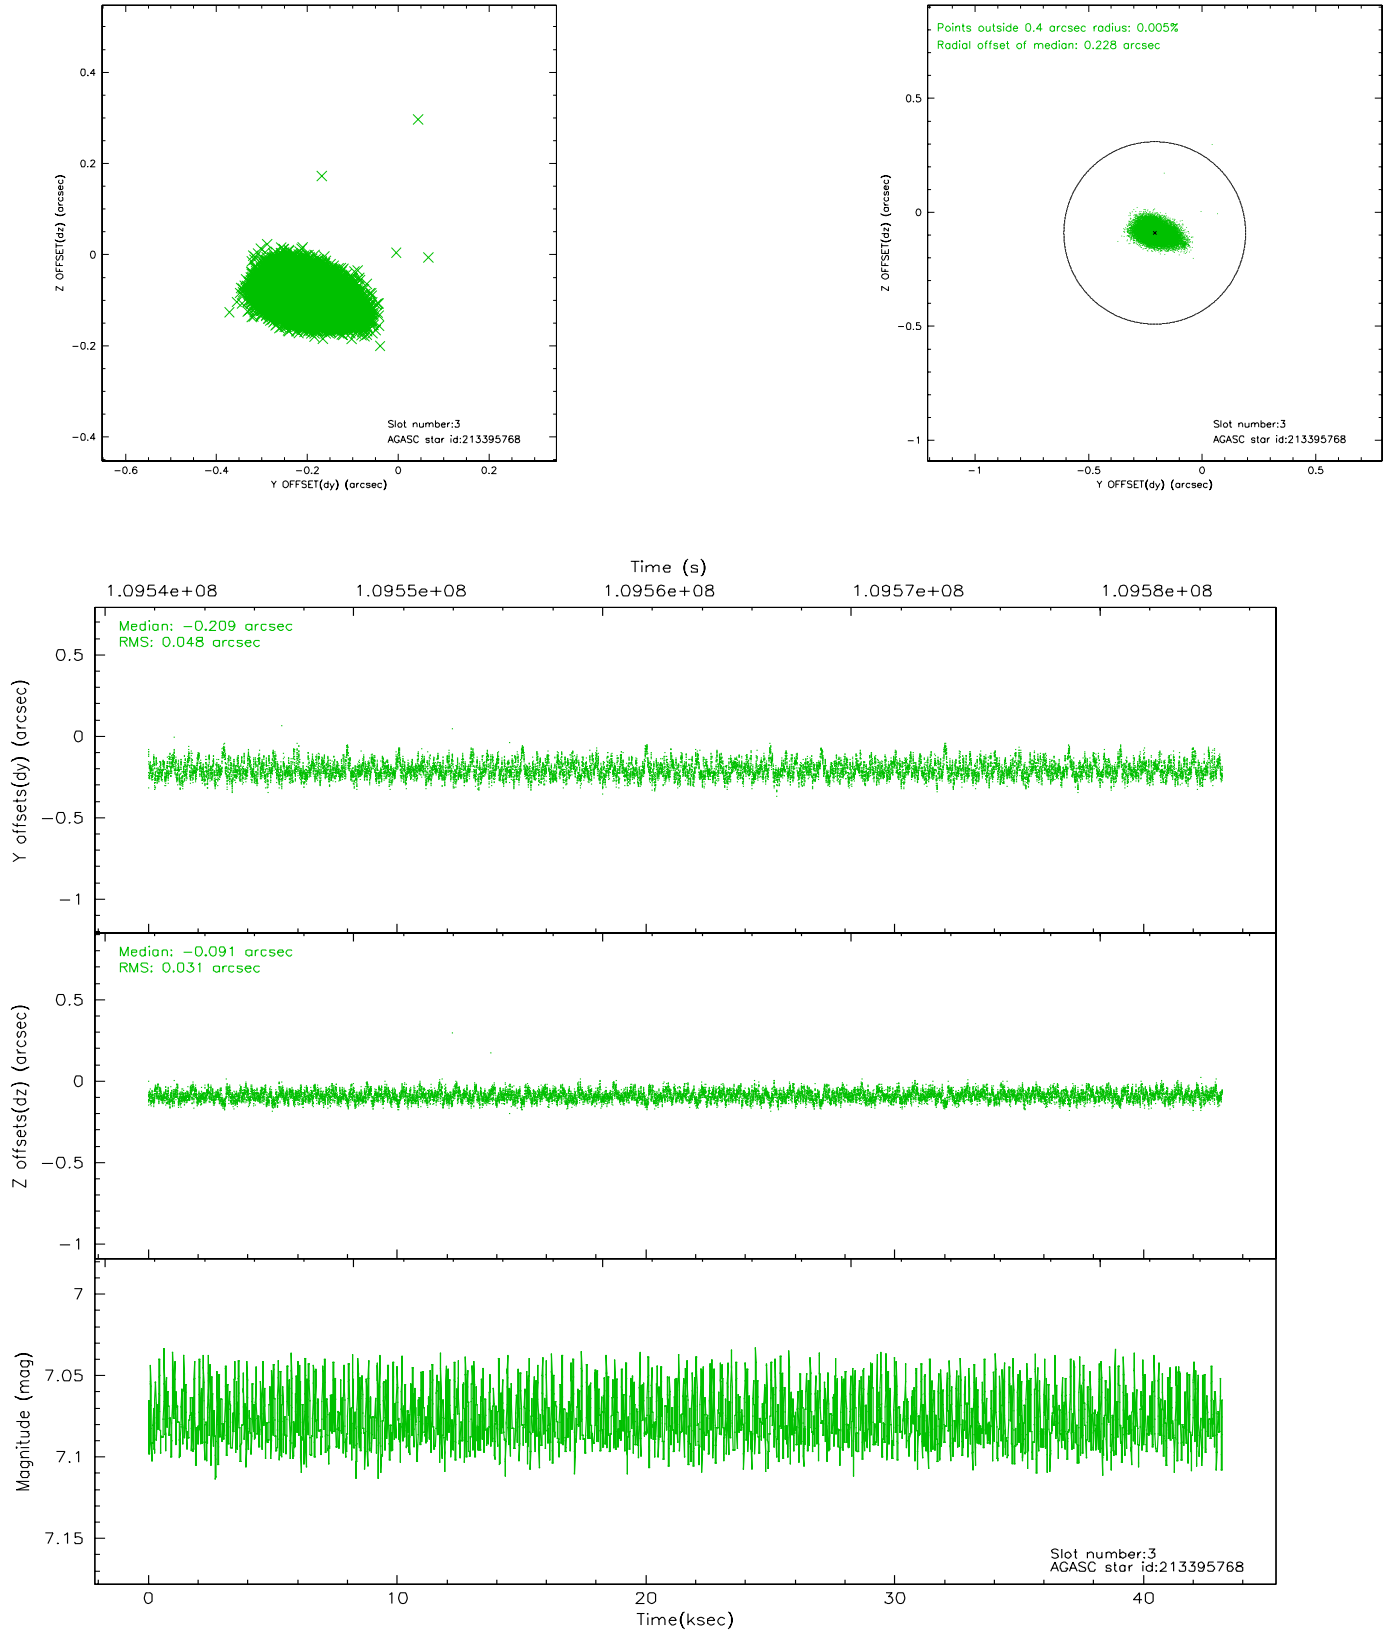 0.4
0.2
0
−0.2
−0.4
Z OFFSET(dz) (arcsec)
Slot number:3
AGASC star id:213395768
−0.6 −0.4 −0.2 0 0.2
Y OFFSET(dy) (arcsec)
Points outside 0.4 arcsec radius: 0.005%
Radial offset of median: 0.228 arcsec
0.5
0
−0.5
−1
Z OFFSET(dz) (arcsec)
Slot number:3
AGASC star id:213395768
−1 −0.5 0 0.5
Y OFFSET(dy) (arcsec)
Time (s)
1.0954e+08 1.0955e+08 1.0956e+08 1.0957e+08 1.0958e+08
Median: −0.209 arcsec
RMS: 0.048 arcsec
0.5
0
−0.5
−1
Y offsets(dy) (arcsec)
Median: −0.091 arcsec
RMS: 0.031 arcsec
0.5
0
−0.5
−1
Z offsets(dz) (arcsec)
7
7.05
7.1
7.15
Magnitude (mag)
Slot number:3
AGASC star id:213395768
0 10 20 30 40
Time(ksec)